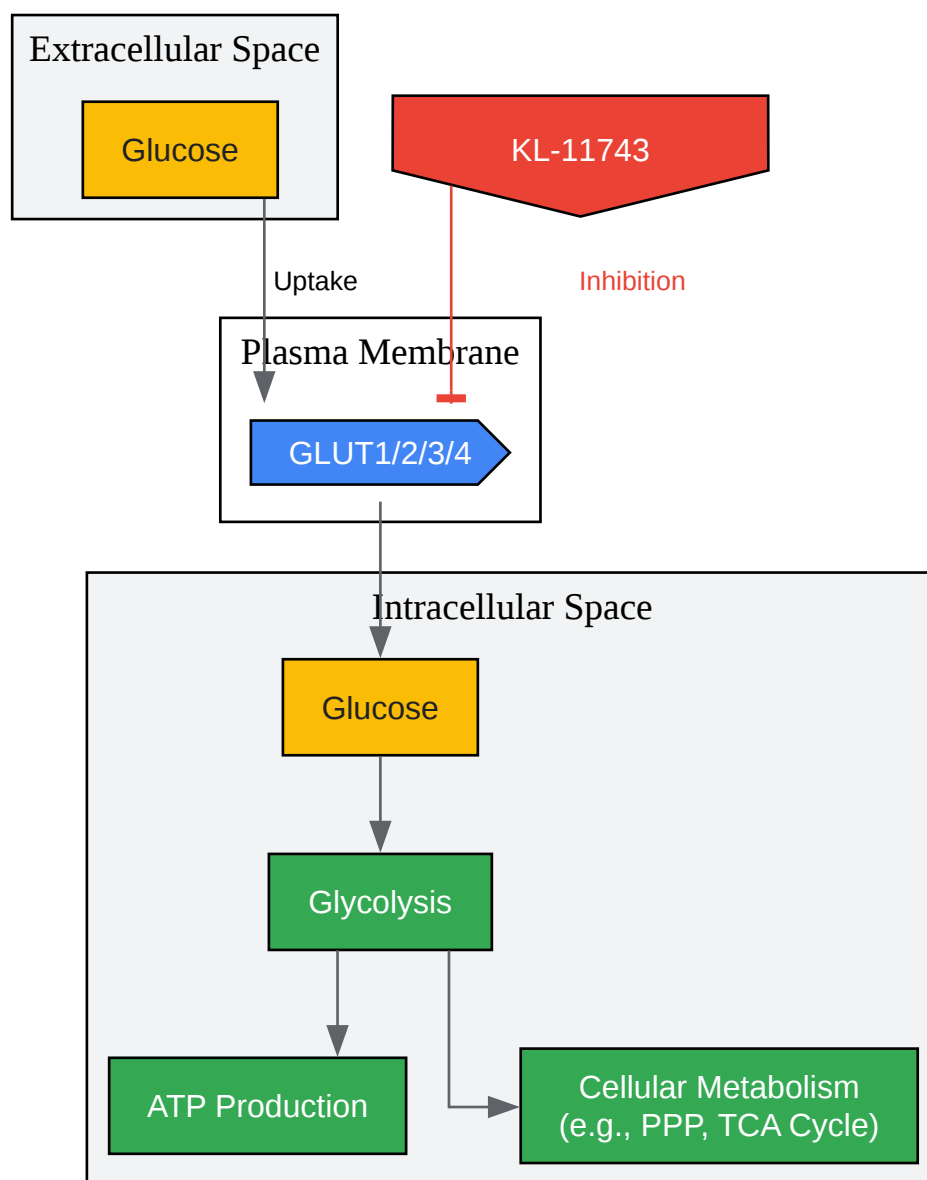 Extracellular Space
Glucose
KL-11743
Uptake
Inhibition
Plasma Membrane
GLUT1/2/3/4
Intracellular Space
Glucose
Glycolysis
ATP Production
Cellular Metabolism
(e.g., PPP, TCA Cycle)